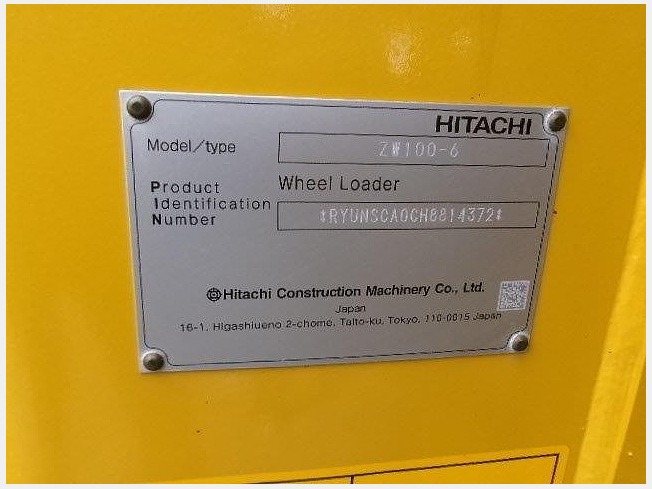 HITACHI
Model/type ZW100-6
Product Wheel Loader
Identification
Number *RYUNSCA0CH8814372*
Hitachi Construction Machinery Co., Ltd.
Japan
16-1, Higashiueno 2-chome, Taito-ku, Tokyo, 110-0015 Japan